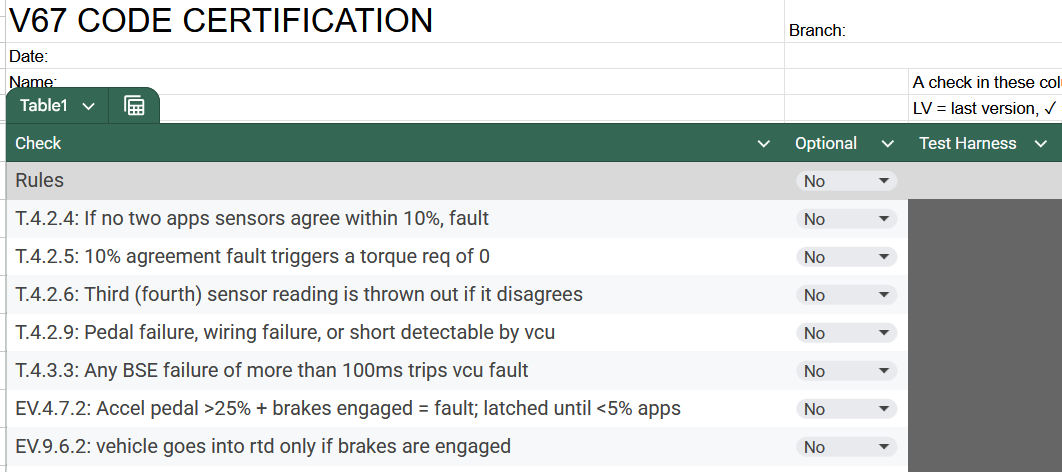 V67 CODE CERTIFICATION
Branch:
Date:
Name:
A check in these col
Table1
LV = last version, ✓
Check Optional Test Harness
Rules No
T.4.2.4: If no two apps sensors agree within 10%, fault No
T.4.2.5: 10% agreement fault triggers a torque req of 0 No
T.4.2.6: Third (fourth) sensor reading is thrown out if it disagrees No
T.4.2.9: Pedal failure, wiring failure, or short detectable by vcu No
T.4.3.3: Any BSE failure of more than 100ms trips vcu fault No
EV.4.7.2: Accel pedal >25% + brakes engaged = fault; latched until <5% apps No
EV.9.6.2: vehicle goes into rtd only if brakes are engaged No